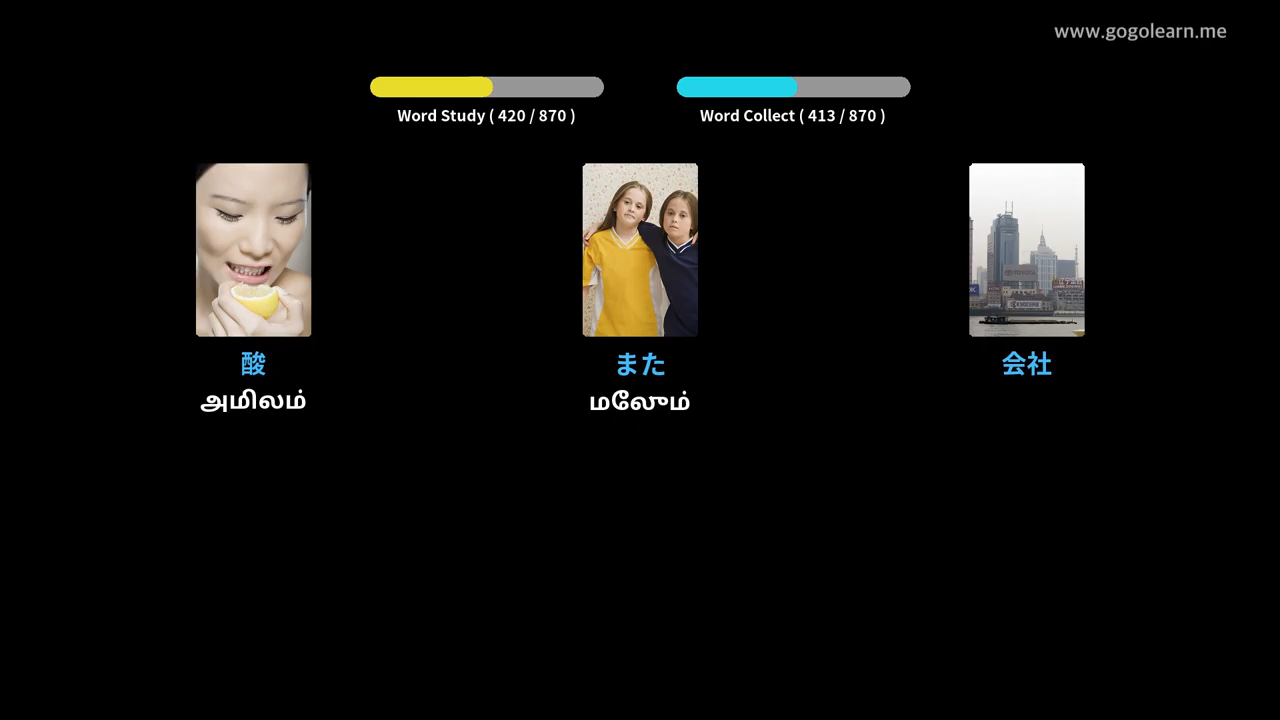 www.gogolearn.me
Word Study ( 420 / 870 )
Word Collect ( 413 / 870 )
TOYOTA
酸
また
会社
அமிலம்
மலேும்